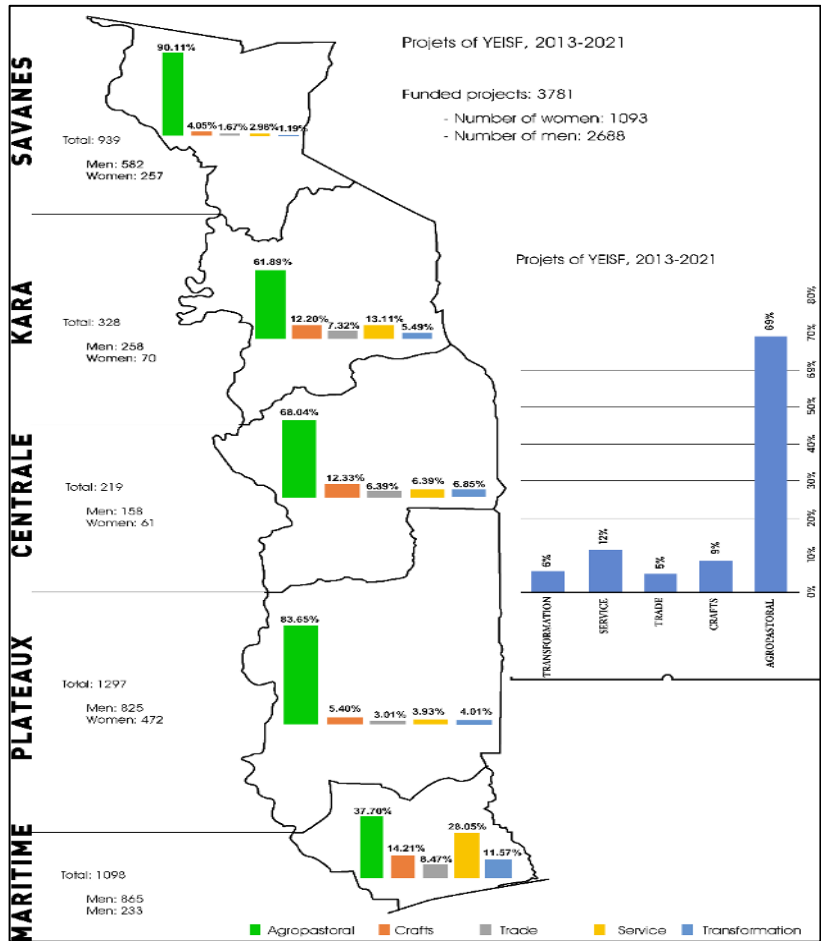 Projets of YEISF, 2013-2021
Funded projects: 3781
- Number of women: 1093
- Number of men: 2688
SAVANES
90.11%
4.05%
1.67%
2.98%
1.19%
Total: 939
Men: 582
Women: 257
KARA
61.89%
12.20%
7.32%
13.11%
5.49%
Total: 328
Men: 258
Women: 70
CENTRALE
68.04%
12.33%
6.39%
6.39%
6.85%
Total: 219
Men: 158
Women: 61
PLATEAUX
83.65%
5.40%
3.01%
3.93%
4.01%
Total: 1297
Men: 825
Women: 472
MARITIME
37.70%
14.21%
8.47%
28.05%
11.57%
Total: 1098
Men: 865
Men: 233
Projets of YEISF, 2013-2021
80%
70%
68%
50%
40%
30%
20%
10%
0%
6%
12%
5%
9%
69%
TRANSFORMATION
SERVICE
TRADE
CRAFTS
AGROPASTORAL
Agropastoral
Crafts
Trade
Service
Transformation